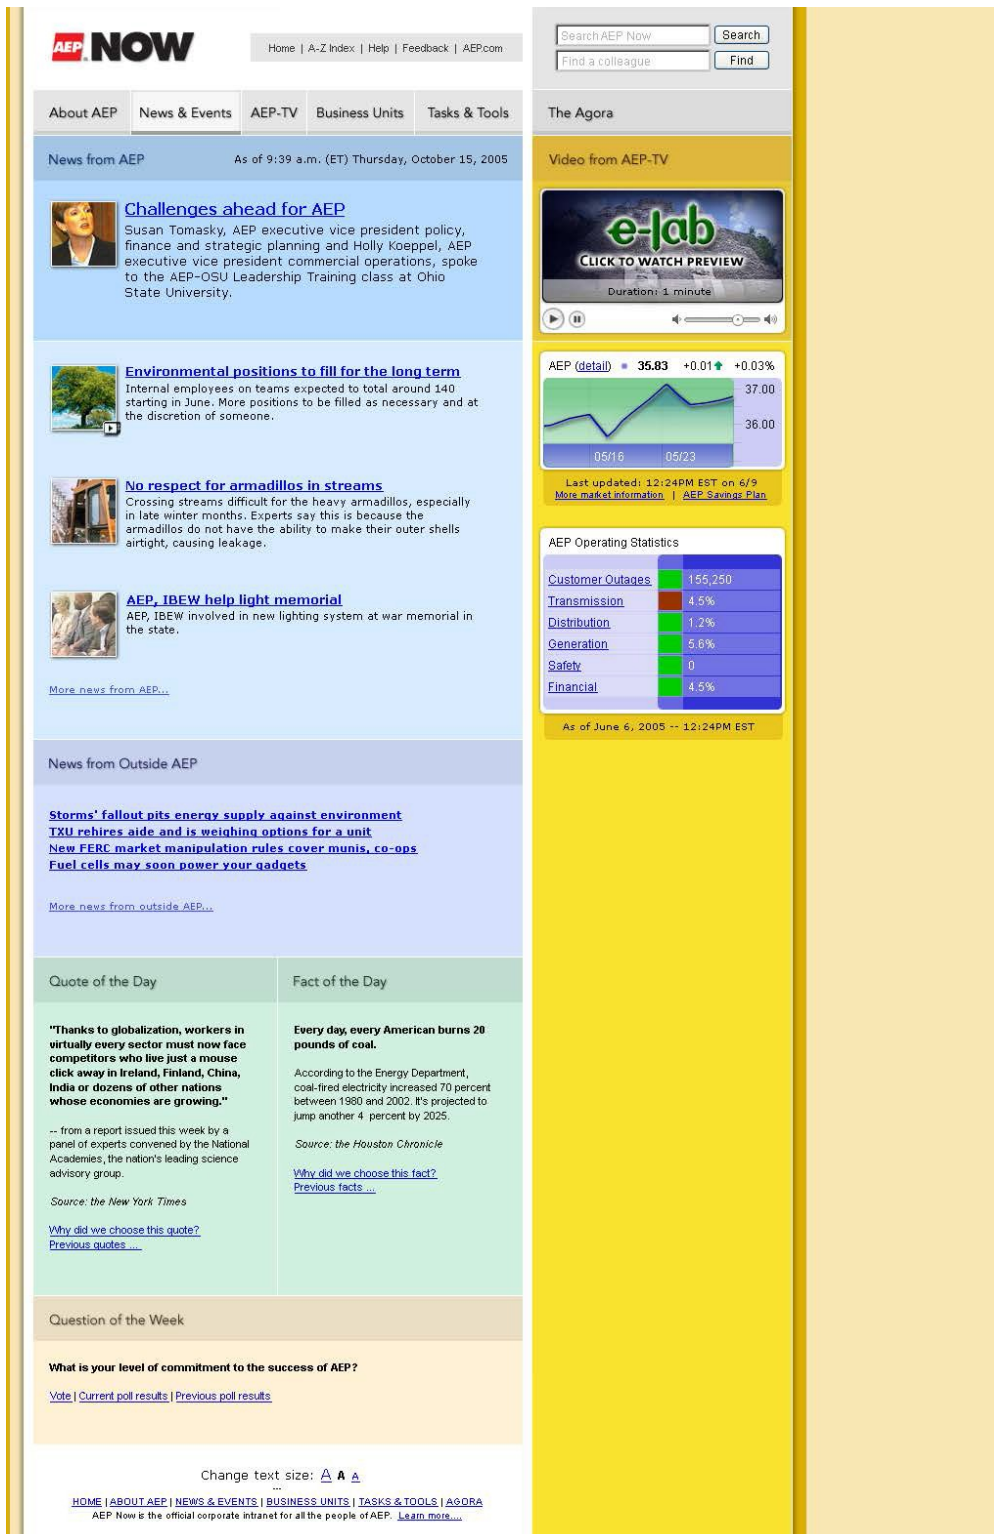 AEP NOW
Home | A-Z Index | Help | Feedback | AEP.com
Search AEP Now
Search
Find a colleague
Find
About AEP
News & Events
AEP-TV
Business Units
Tasks & Tools
The Agora
News from AEP
As of 9:39 a.m. (ET) Thursday, October 15, 2005
Challenges ahead for AEP
Susan Tomasky, AEP executive vice president policy,
finance and strategic planning and Holly Koeppel, AEP
executive vice president commercial operations, spoke
to the AEP-OSU Leadership Training class at Ohio
State University.
Environmental positions to fill for the long term
Internal employees on teams expected to total around 140
starting in June. More positions to be filled as necessary and at
the discretion of someone.
No respect for armadillos in streams
Crossing streams difficult for the heavy armadillos, especially
in late winter months. Experts say this is because the
armadillos do not have the ability to make their outer shells
airtight, causing leakage.
AEP, IBEW help light memorial
AEP, IBEW involved in new lighting system at war memorial in
the state.
More news from AEP...
Video from AEP-TV
e-lab
CLICK TO WATCH PREVIEW
Duration: 1 minute
AEP (detail) 35.83 +0.01 +0.03%
37.00
36.00
05/16 05/23
Last updated: 12:24PM EST on 6/9
More market information | AEP Savings Plan
AEP Operating Statistics
Customer Outages 155,250
Transmission 4.5%
Distribution 1.2%
Generation 5.6%
Safety 0
Financial 4.5%
As of June 6, 2005 -- 12:24PM EST
News from Outside AEP
Storms' fallout pits energy supply against environment
TXU rehires aide and is weighing options for a unit
New FERC market manipulation rules cover munis, co-ops
Fuel cells may soon power your gadgets
More news from outside AEP...
Quote of the Day
"Thanks to globalization, workers in
virtually every sector must now face
competitors who live just a mouse
click away in Ireland, Finland, China,
India or dozens of other nations
whose economies are growing."
-- from a report issued this week by a
panel of experts convened by the National
Academies, the nation's leading science
advisory group.
Source: the New York Times
Why did we choose this quote?
Previous quotes ...
Fact of the Day
Every day, every American burns 20
pounds of coal.
According to the Energy Department,
coal-fired electricity increased 70 percent
between 1980 and 2002. It's projected to
jump another 4 percent by 2025.
Source: the Houston Chronicle
Why did we choose this fact?
Previous facts ...
Question of the Week
What is your level of commitment to the success of AEP?
Vote | Current poll results | Previous poll results
Change text size: A A A
...
HOME | ABOUT AEP | NEWS & EVENTS | BUSINESS UNITS | TASKS & TOOLS | AGORA
AEP Now is the official corporate intranet for all the people of AEP. Learn more....